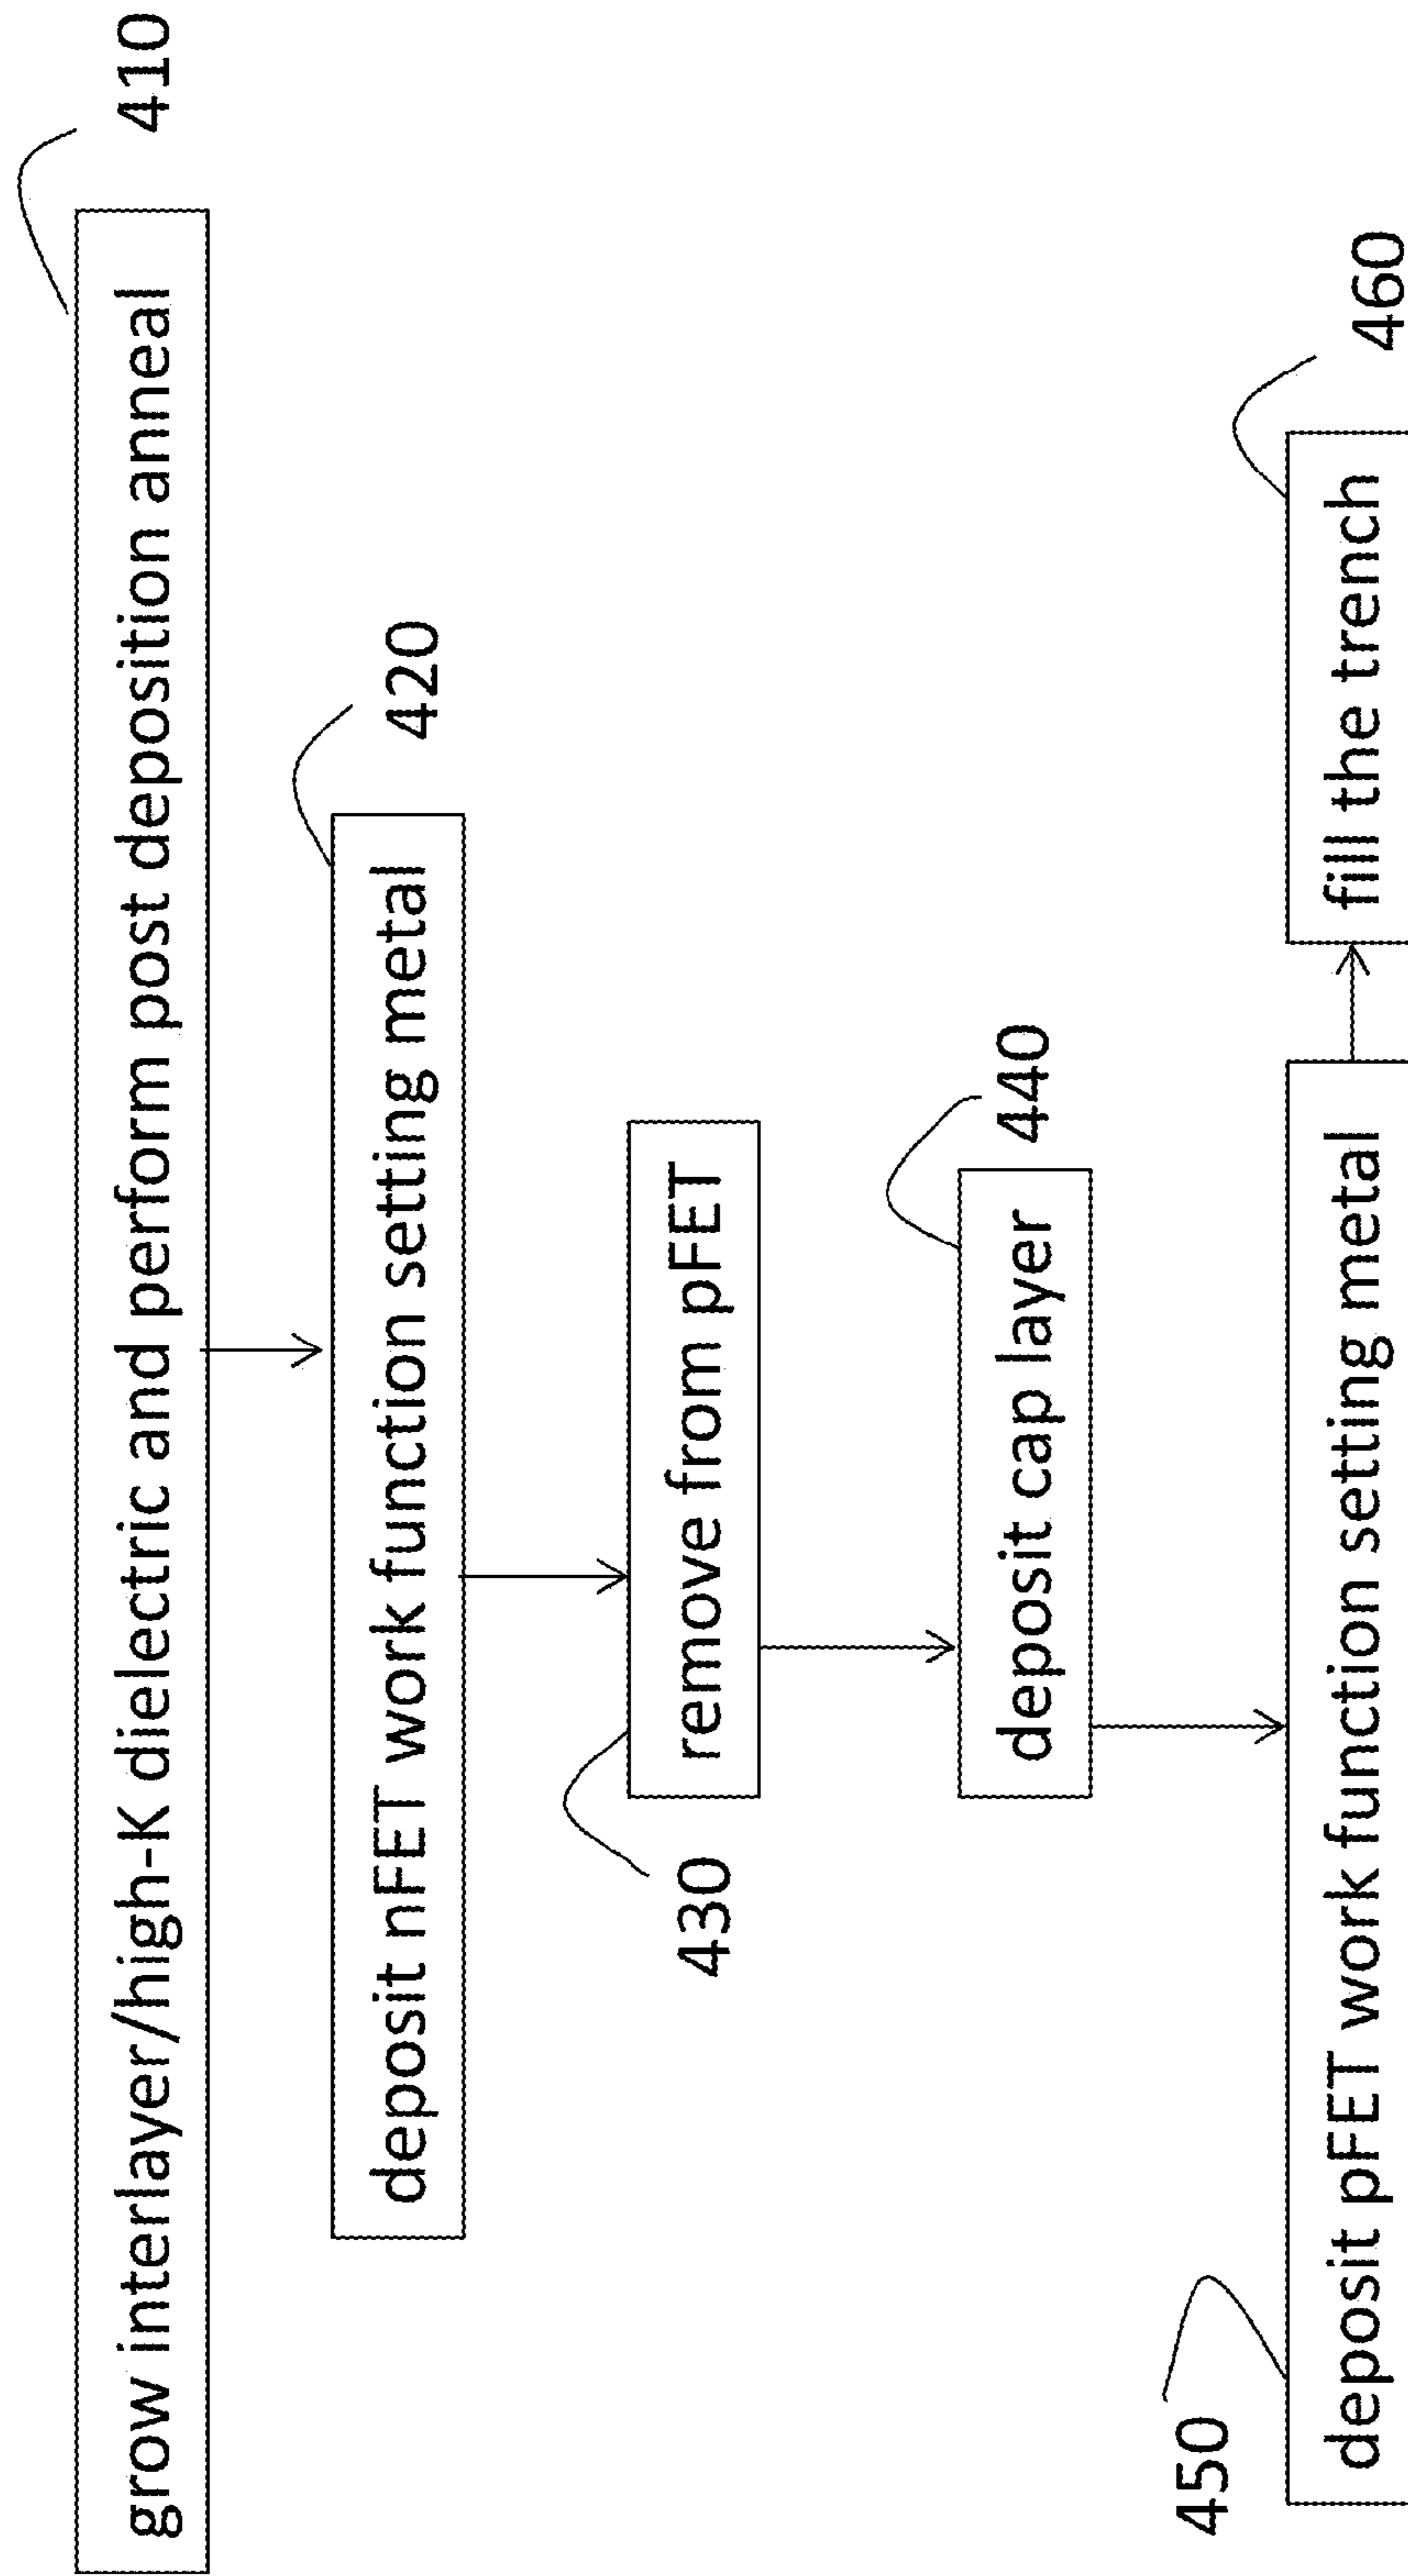 grow interlayer/high-K dielectric and perform post deposition anneal
410
deposit nFET work function setting metal
420
remove from pFET
430
deposit cap layer
440
deposit pFET work function setting metal
450
fill the trench
460